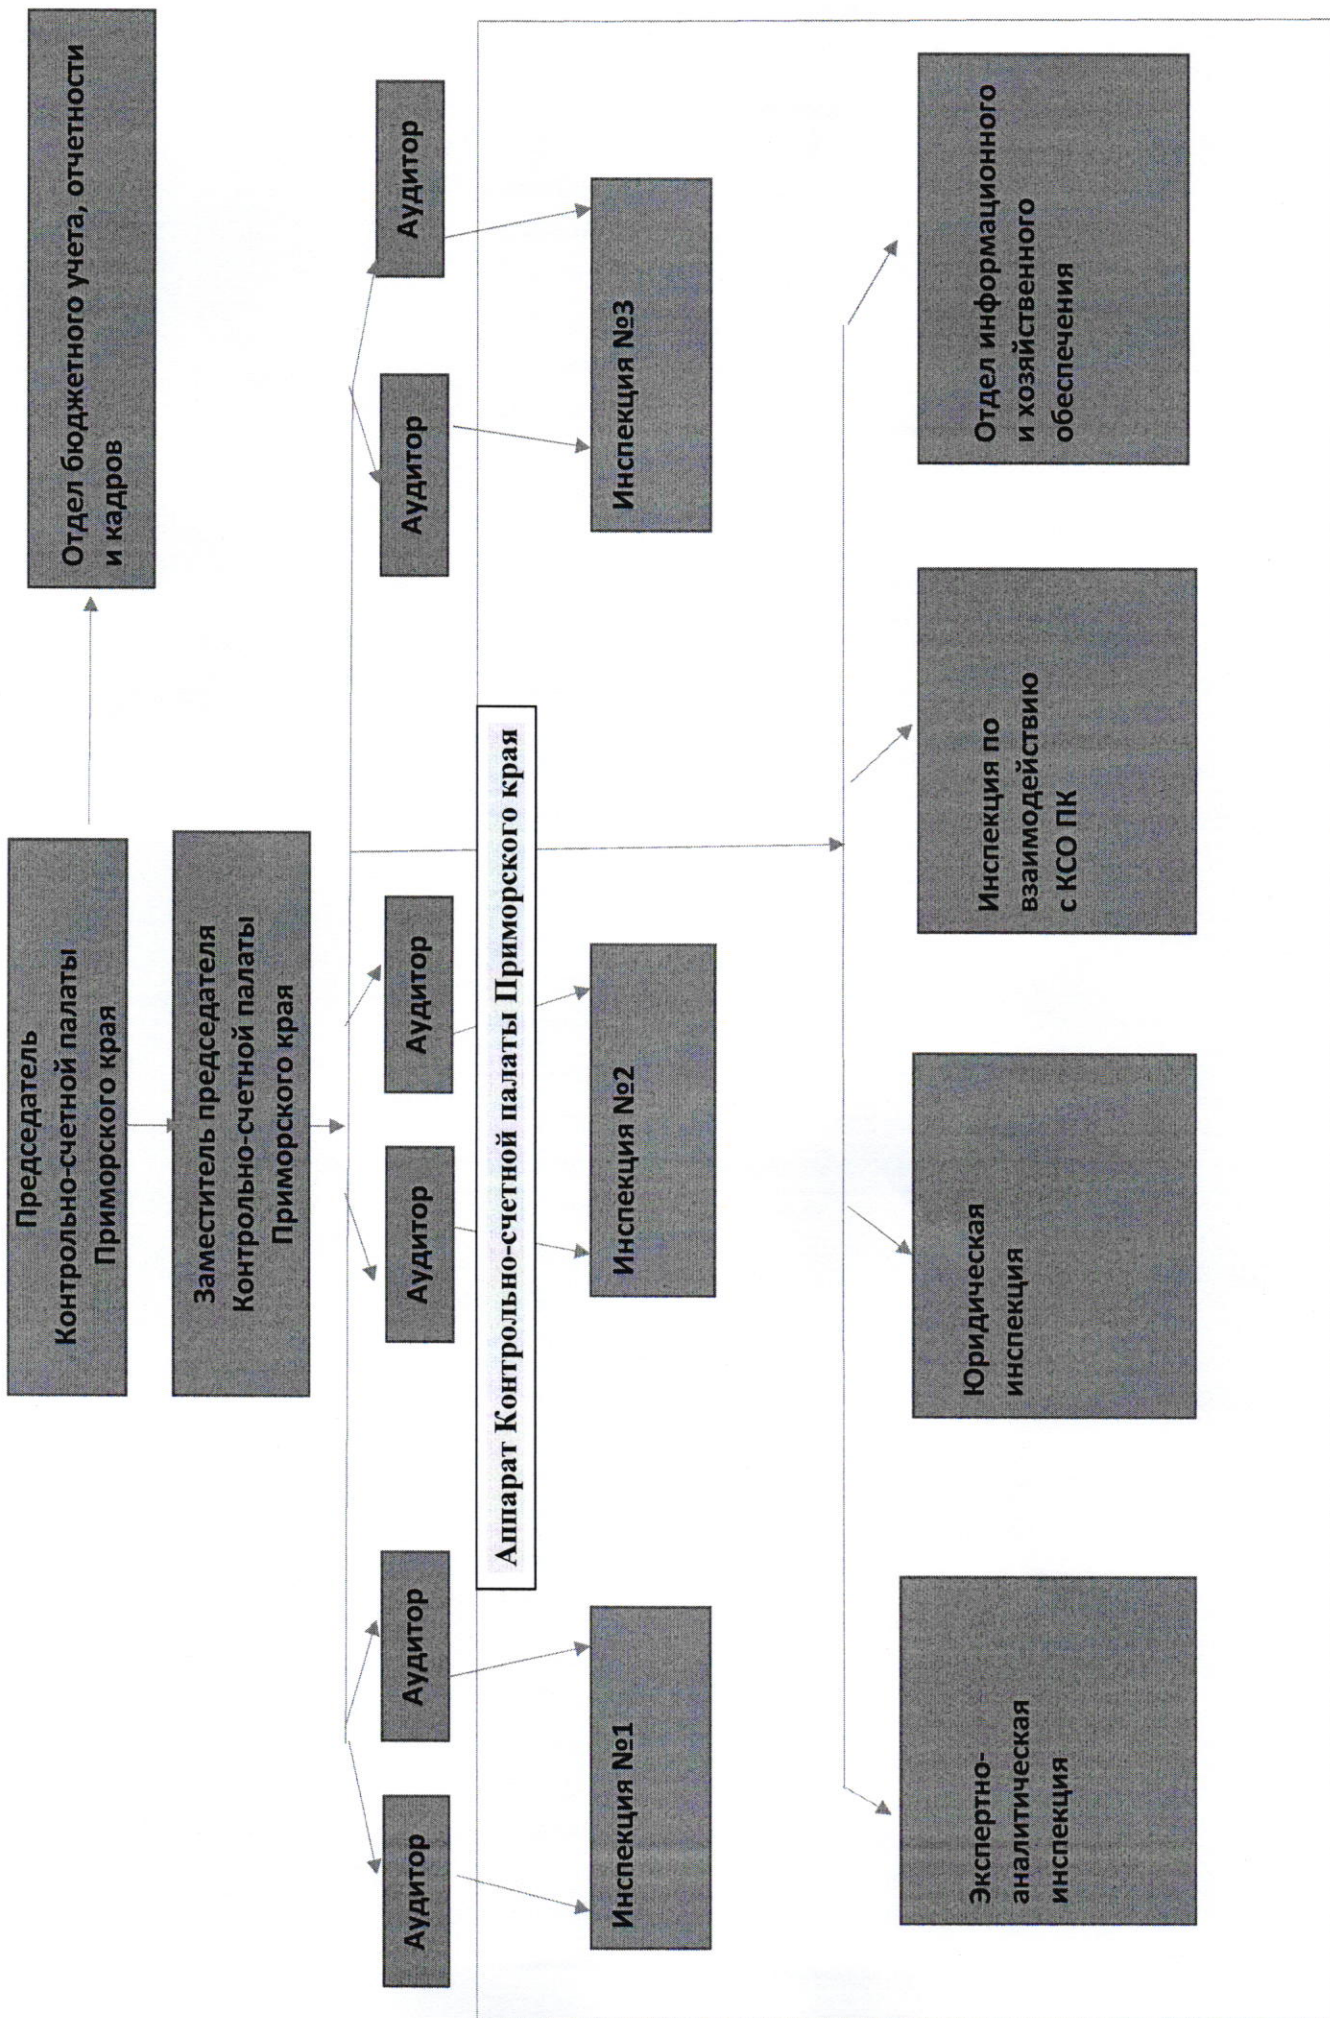 Председатель
Контрольно-счетной палаты
Приморского края
Отдел бюджетного учета, отчетности
и кадров
Заместитель председателя
Контрольно-счетной палаты
Приморского края
Аудитор
Аудитор
Аудитор
Аудитор
Аудитор
Аудитор
Аппарат Контрольно-счетной палаты Приморского края
Инспекция №1
Инспекция №2
Инспекция №3
Экспертно-
аналитическая
инспекция
Юридическая
инспекция
Инспекция по
взаимодействию
с КСО ПК
Отдел информационного
и хозяйственного
обеспечения